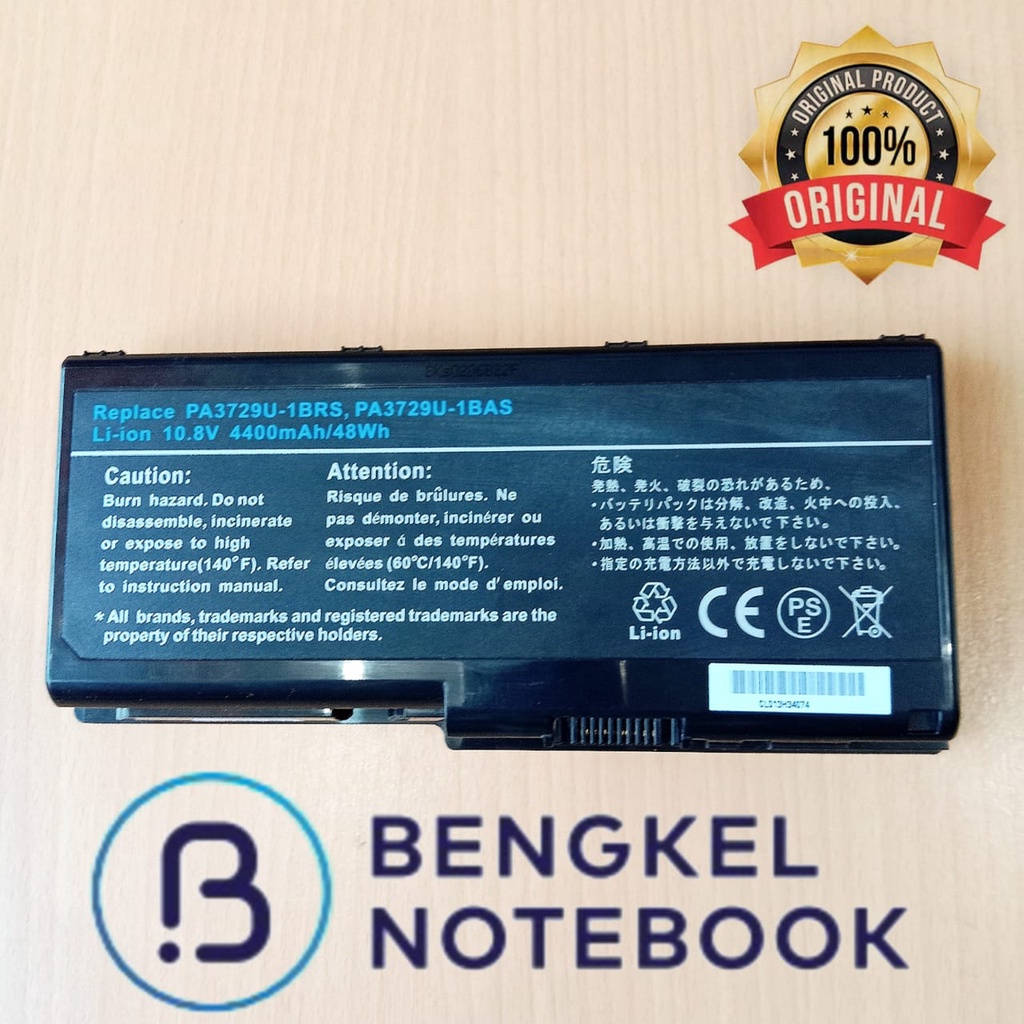 ORIGINAL PRODUCT
100%
ORIGINAL
Replace PA3729U-1BRS, PA3729U-1BAS
Li-ion 10.8V 4400mAh/48Wh
Caution:
Burn hazard. Do not
disassemble, incinerate
or expose to high
temperature(140°F). Refer
to instruction manual.
Attention:
Risque de brûlures. Ne
pas démonter, incinérer ou
exposer á des températures
élevées (60°C/140°F).
Consultez le mode d'emploi.
*All brands, trademarks and registered trademarks are the
property of their respective holders.
危険
発熱、発火、破裂の恐れがあるため、
・バッテリパックは分解、改造、火中への投入、
あるいは衝撃を与えないで下さい。
・加熱、高温での使用、放置をしないで下さい。
・指定の充電方法以外で充電しないで下さい。
Li-ion
CE
PS
E
BENGKEL
NOTEBOOK